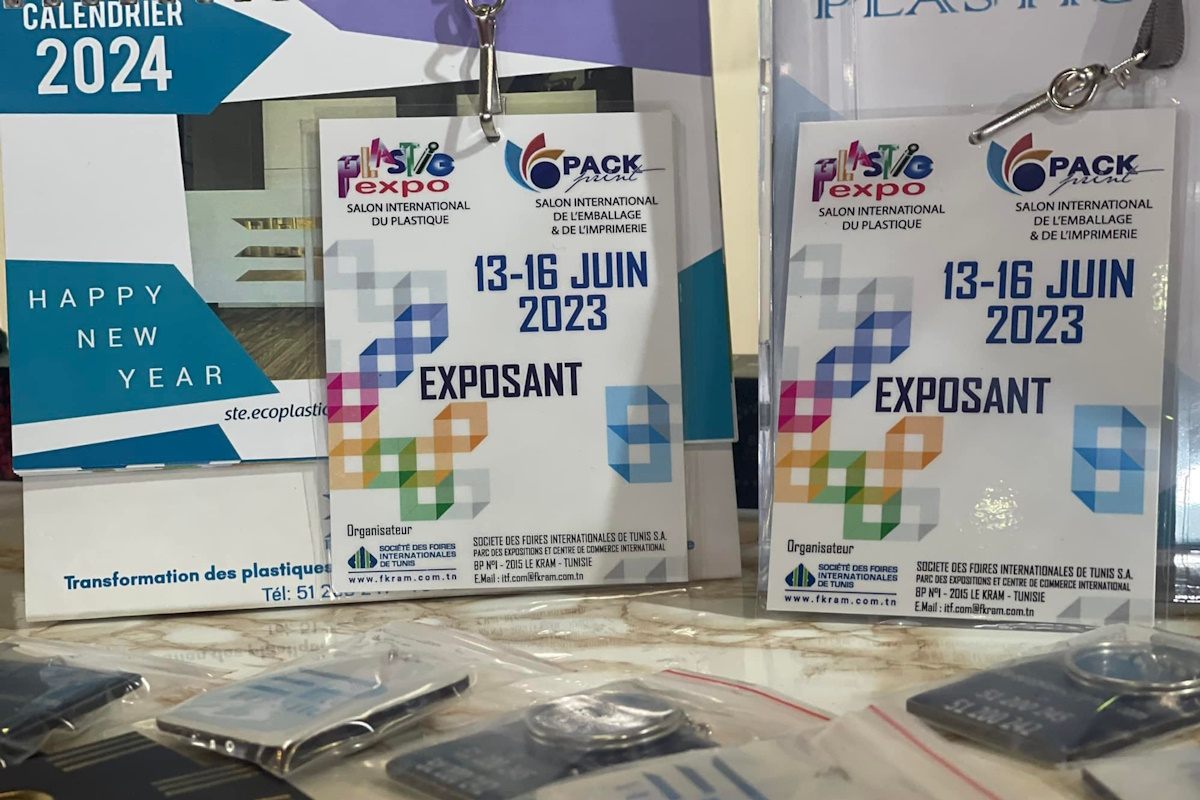 CALENDRIER
2024
HAPPY
NEW
YEAR
ste.ecoplastic
Transformation des plastiques
Tél: 51
PLASTIC
expo
SALON INTERNATIONAL
DU PLASTIQUE
PACK
print
SALON INTERNATIONAL
DE L'EMBALLAGE
& DE L'IMPRIMERIE
13-16 JUIN
2023
EXPOSANT
Organisateur
SOCIÉTÉ DES FOIRES
INTERNATIONALES
DE TUNIS
www.fkram.com.tn
SOCIETE DES FOIRES INTERNATIONALES DE TUNIS S.A.
PARC DES EXPOSITIONS ET CENTRE DE COMMERCE INTERNATIONAL
BP N°1 - 2015 LE KRAM - TUNISIE
E.Mail : itf.com@fkram.com.tn
PLASTIC
PLASTIC
expo
SALON INTERNATIONAL
DU PLASTIQUE
PACK
print
SALON INTERNATIONAL
DE L'EMBALLAGE
& DE L'IMPRIMERIE
13-16 JUIN
2023
EXPOSANT
Organisateur
SOCIÉTÉ DES FOIRES
INTERNATIONALES
DE TUNIS
www.fkram.com.tn
SOCIETE DES FOIRES INTERNATIONALES DE TUNIS S.A.
PARC DES EXPOSITIONS ET CENTRE DE COMMERCE INTERNATIONAL
BP N°1 - 2015 LE KRAM - TUNISIE
E.Mail : itf.com@fkram.com.tn